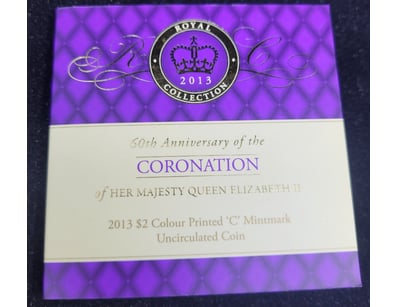 ROYAL
R C
2013
COLLECTION
60th Anniversary of the
CORONATION
of HER MAJESTY QUEEN ELIZABETH II
2013 $2 Colour Printed 'C' Mintmark
Uncirculated Coin